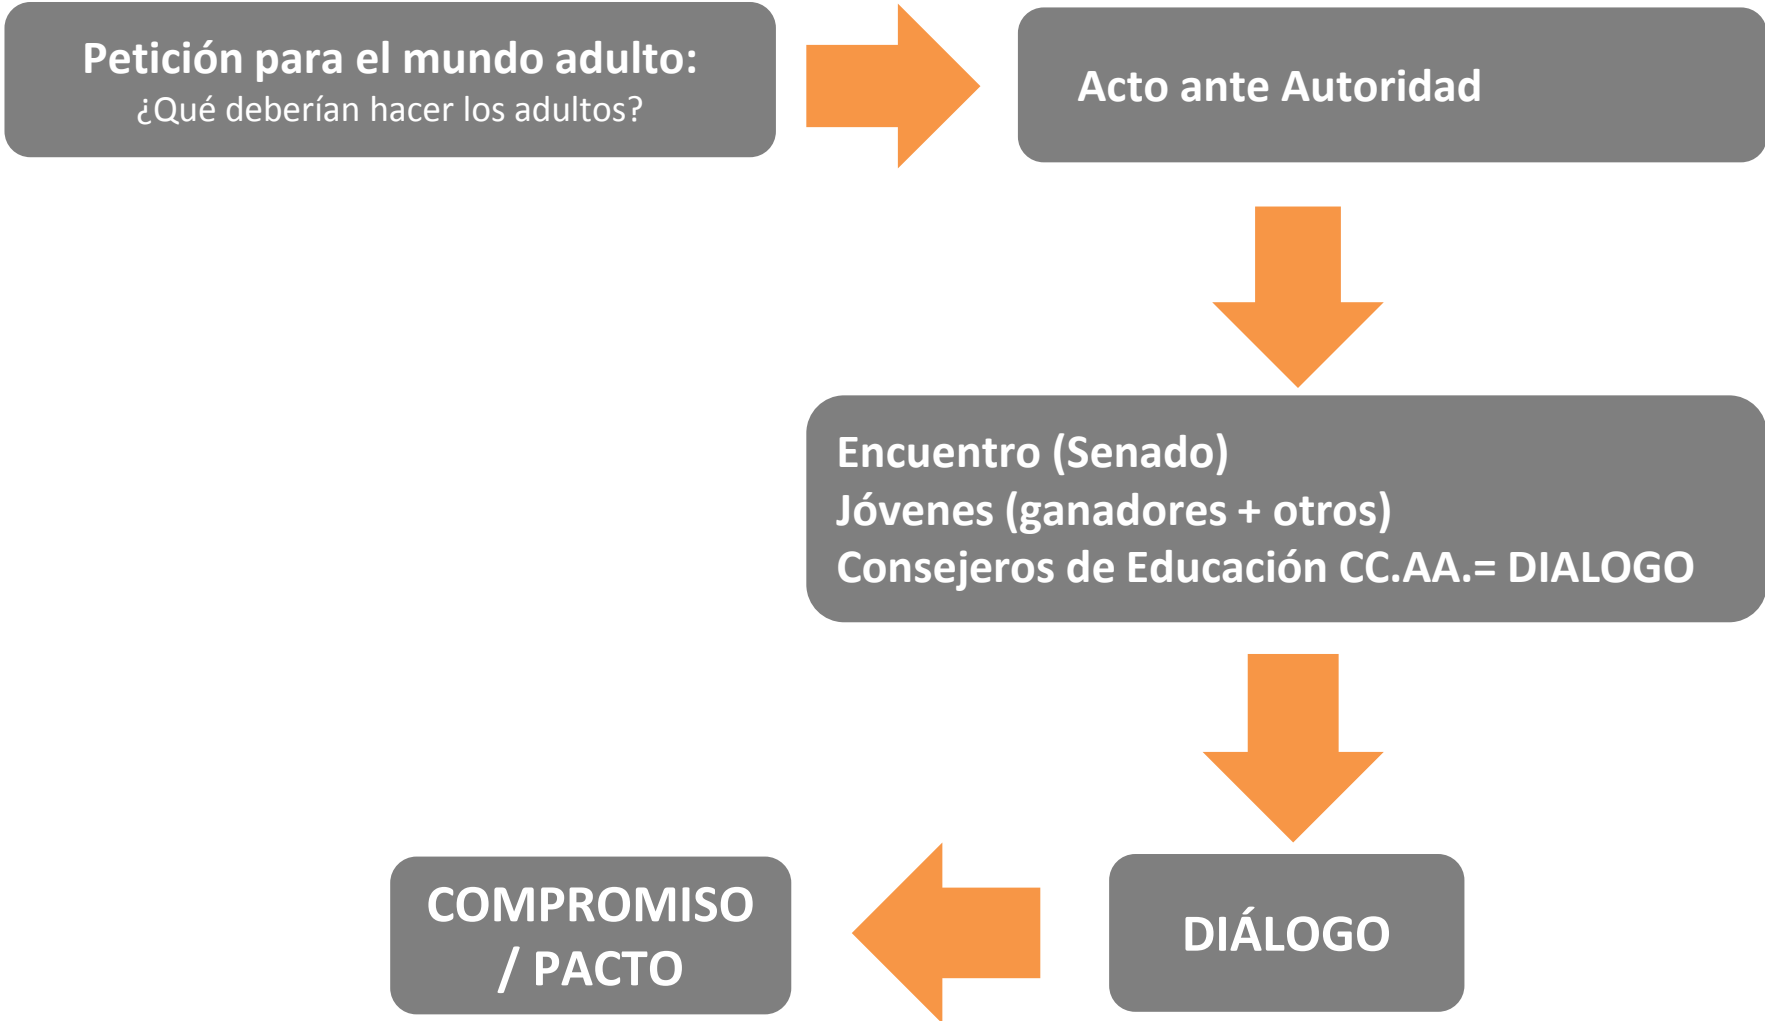 Petición para el mundo adulto:
¿Qué deberían hacer los adultos?
Acto ante Autoridad
Encuentro (Senado)
Jóvenes (ganadores + otros)
Consejeros de Educación CC.AA.= DIALOGO
DIÁLOGO
COMPROMISO
/ PACTO